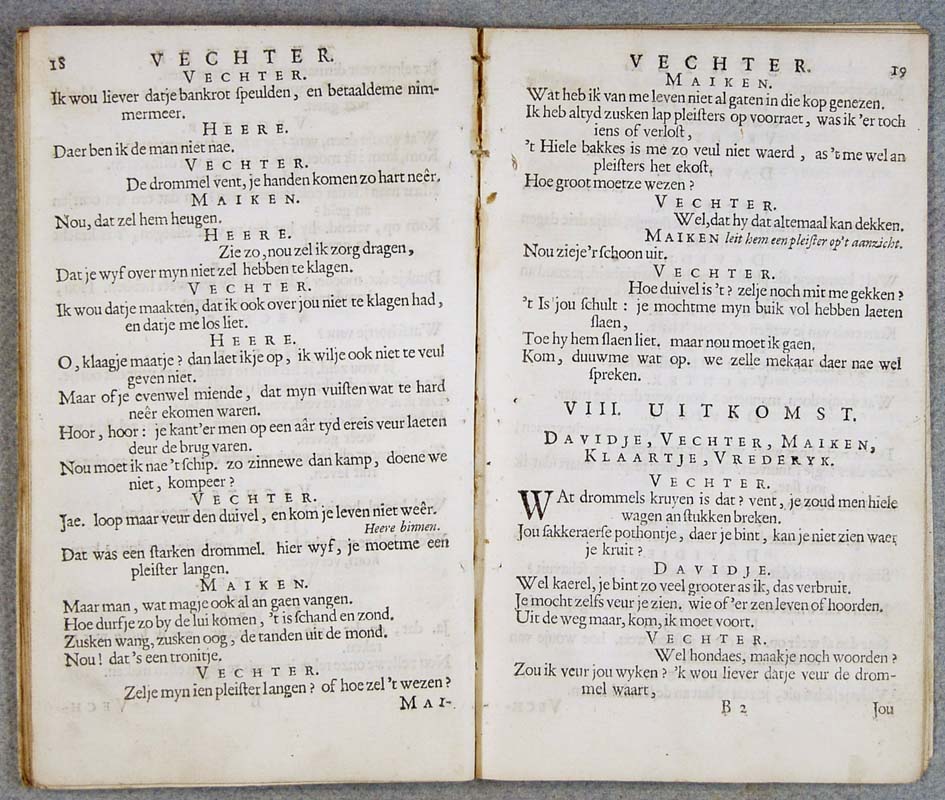 18 VECHTER.
VECHTER.
Ik wou liever datje bankrot ſpeulden, en betaaldeme nim-
mermeer.
HEERE.
Daer ben ik de man niet nae.
VECHTER.
De drommel vent, je handen komen zo hart neêr.
MAIKEN.
Nou, dat zel hem heugen.
HEERE.
Zie zo, nou zel ik zorg dragen,
Dat je wyf over myn niet zel hebben te klagen.
VECHTER.
Ik wou datje maakten, dat ik ook over jou niet te klagen had,
en datje me los liet.
HEERE.
O, klaagje maatje? dan laet ikje op, ik wilje ook niet te veul
geven niet.
Maar of je evenwel miende, dat myn vuiſten wat te hard
neêr ekomen waren.
Hoor, hoor: je kant'er men op een aâr tyd ereis veur laeten
deur de brug varen.
Nou moet ik nae 't ſchip. zo zinnewe dan kamp, doene we
niet, kompeer?
VECHTER.
Jae. loop maar veur den duivel, en kom je leven niet weêr.
Heere binnen.
Dat was een ſtarken drommel. hier wyf, je moetme een
pleiſter langen.
MAIKEN.
Maar man, wat magje ook al an gaen vangen.
Hoe durfje zo by de lui komen, 't is ſchand en zond.
Zusken wang, zusken oog, de tanden uit de mond.
Nou! dat's een tronitje.
VECHTER.
Zelje myn ien pleiſter langen? of hoe zel 't wezen?
MAI-
VECHTER. 19
MAIKEN.
Wat heb ik van me leven niet al gaten in die kop genezen.
Ik heb altyd zusken lap pleiſters op voorraet, was ik 'er toch
iens of verloſt,
't Hiele bakkes is me zo veul niet waerd, as 't me wel an
pleiſters het ekoſt.
Hoe groot moetze wezen?
VECHTER.
Wel, dat hy dat altemaal kan dekken.
MAIKEN leit hem een pleiſter op't aanzicht.
Nou zieje'r ſchoon uit.
VECHTER.
Hoe duivel is 't? zelje noch mit me gekken?
't Is jou ſchult: je mochtme myn buik vol hebben laeten
ſlaen,
Toe hy hem ſlaen liet. maar nou moet ik gaen.
Kom, duuwme wat op. we zelle mekaar daer nae wel
ſpreken.
VIII. UITKOMST.
DAVIDJE, VECHTER, MAIKEN,
KLAARTJE, VREDERYK.
VECHTER.
WAt drommels kruyen is dat? vent, je zoud men hiele
wagen an ſtukken breken.
Jou ſakkeraerſe pothontje, daer je bint, kan je niet zien waer
je kruit?
DAVIDJE.
Wel kaerel, je bint zo veel grooter as ik, das verbruit.
Je mocht zelfs veur je zien. wie of 'er zen leven of hoorden.
Uit de weg maar, kom, ik moet voort.
VECHTER.
Wel hondaes, maakje noch woorden?
Zou ik veur jou wyken? 'k wou liever datje veur de drom-
mel waart,
B 2 Jou